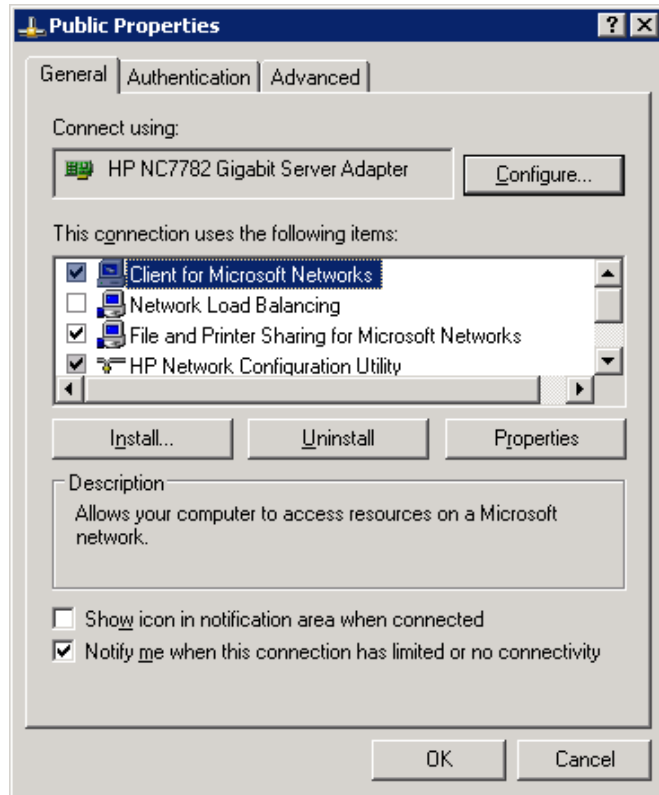 Public Properties
General Authentication Advanced
Connect using:
HP NC7782 Gigabit Server Adapter Configure...
This connection uses the following items:
Client for Microsoft Networks
Network Load Balancing
File and Printer Sharing for Microsoft Networks
HP Network Configuration Utility
Install... Uninstall Properties
Description
Allows your computer to access resources on a Microsoft
network.
Show icon in notification area when connected
Notify me when this connection has limited or no connectivity
OK Cancel